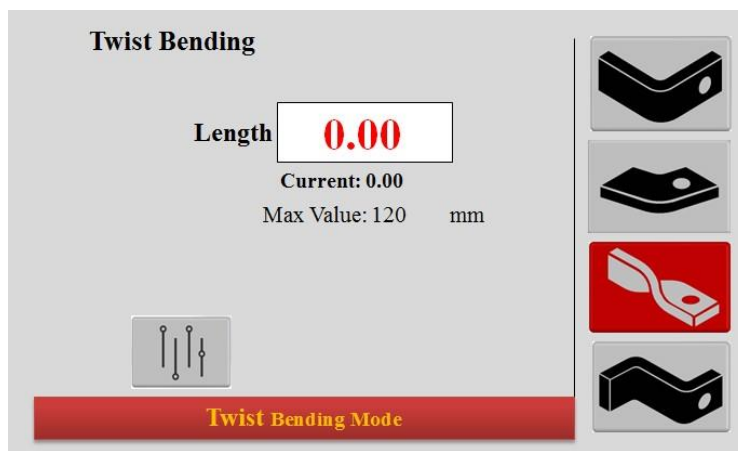 Twist Bending
Length 0.00
Current: 0.00
Max Value: 120 mm
Twist Bending Mode